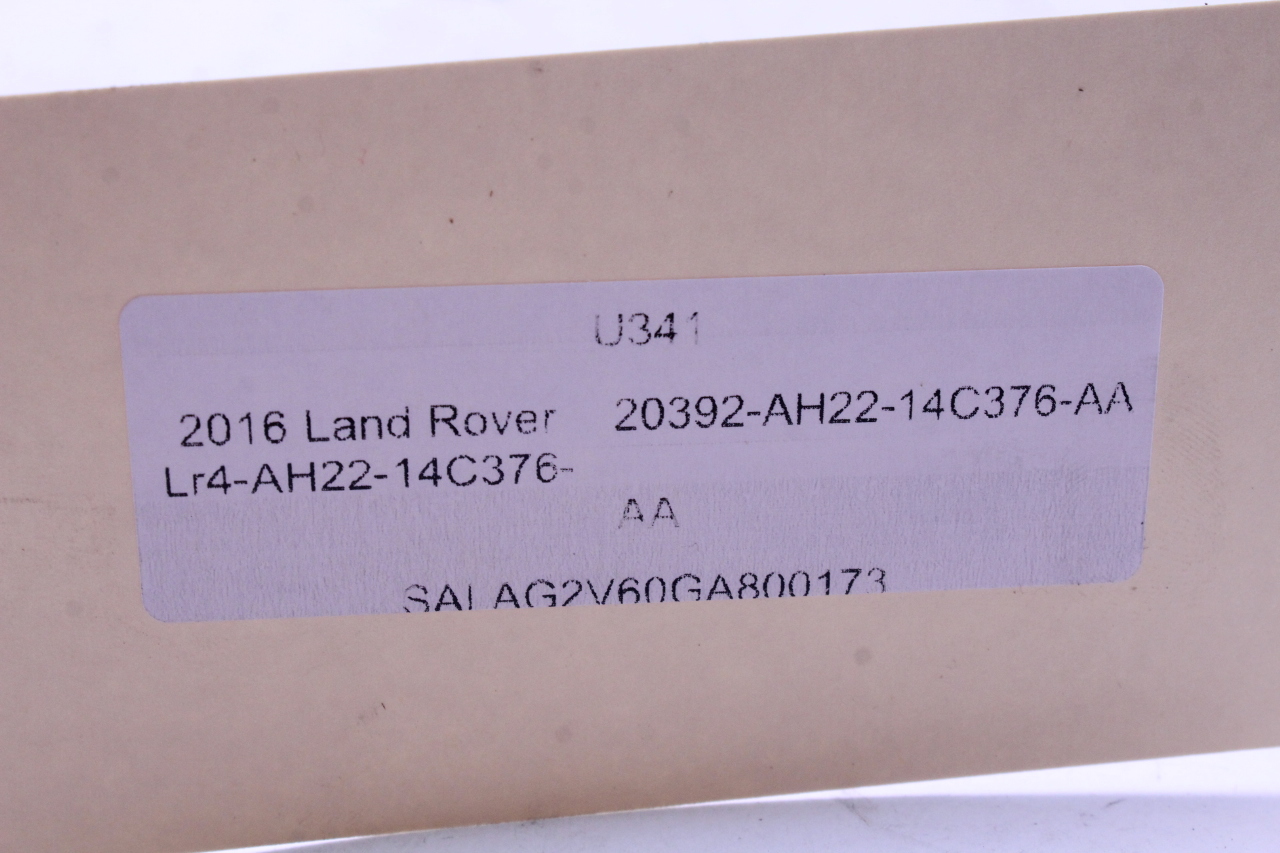 U341
2016 Land Rover 20392-AH22-14C376-AA
Lr4-AH22-14C376-
AA
SALAG2V60GA800173